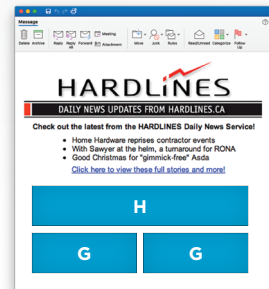 Message
Delete Archive Reply Reply All Forward Meeting Attachment Move Junk Rules Read/Unread Categorize Follow Up
HARDLINES
DAILY NEWS UPDATES FROM HARDLINES.CA
Check out the latest from the HARDLINES Daily News Service!
• Home Hardware reprises contractor events
• With Sawyer at the helm, a turnaround for RONA
• Good Christmas for "gimmick-free" Asda
Click here to view these full stories and more!
H
G G